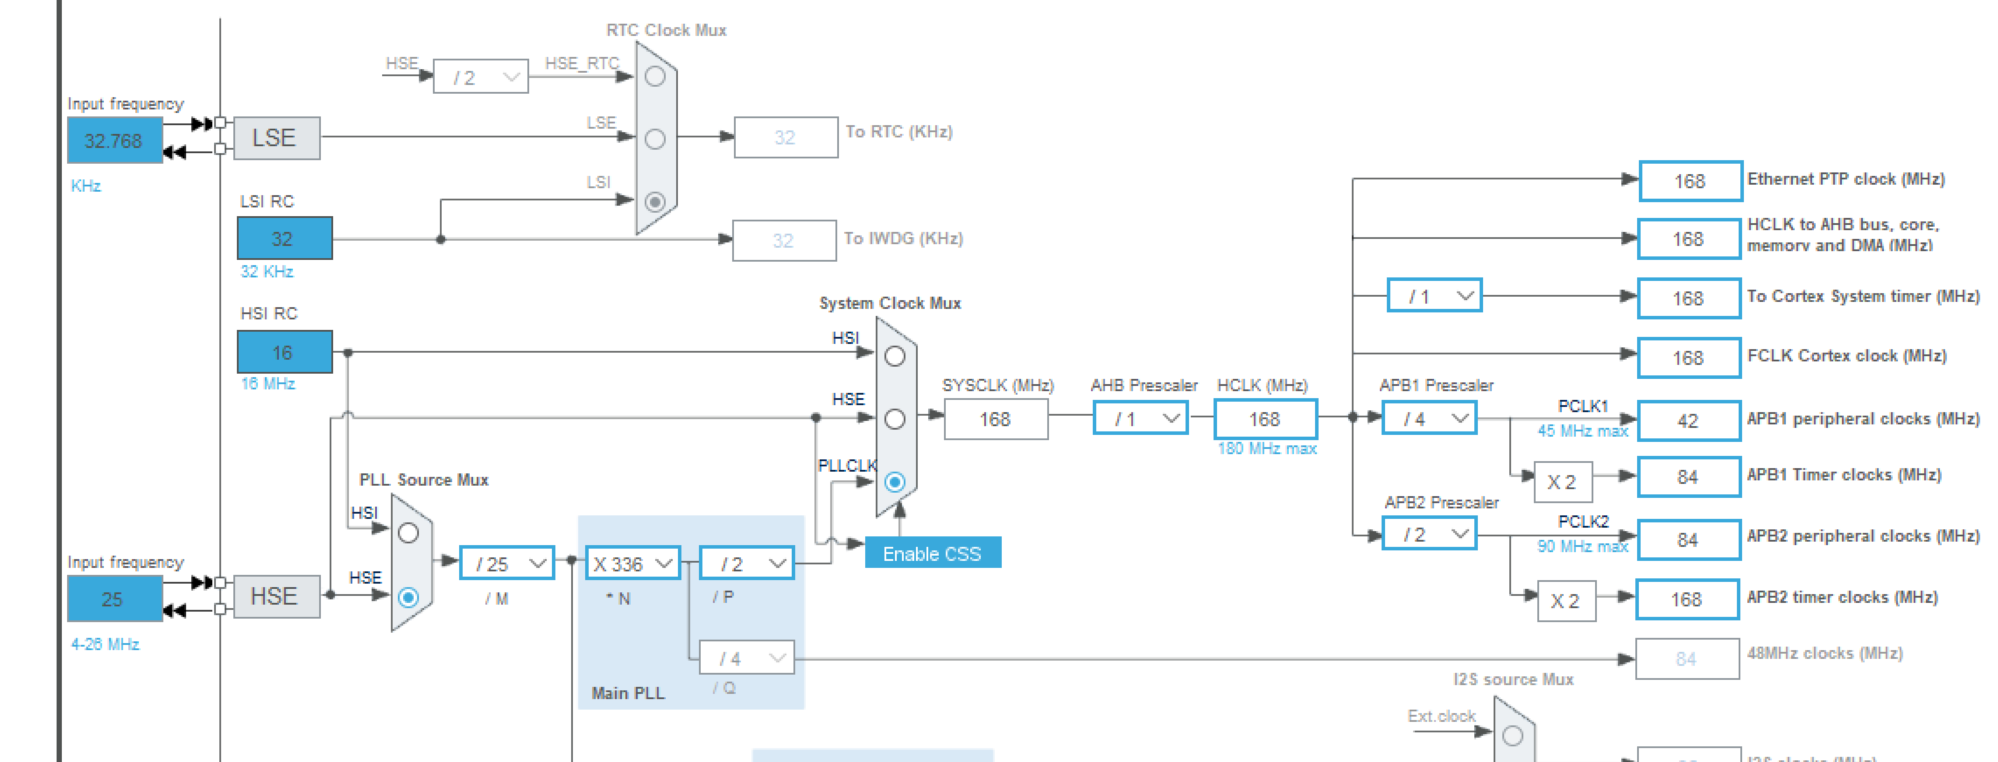 RTC Clock Mux
HSE
/ 2
HSE_RTC
Input frequency
32.768
KHz
LSE
LSE
32
To RTC (KHz)
LSI
LSI RC
32
32 KHz
32
To IWDG (KHz)
HSI RC
16
16 MHz
System Clock Mux
HSI
HSE
PLLCLK
SYSCLK (MHz)
168
AHB Prescaler
/ 1
HCLK (MHz)
168
180 MHz max
168
Ethernet PTP clock (MHz)
168
HCLK to AHB bus, core,
memory and DMA (MHz)
/ 1
168
To Cortex System timer (MHz)
168
FCLK Cortex clock (MHz)
APB1 Prescaler
/ 4
PCLK1
45 MHz max
42
APB1 peripheral clocks (MHz)
X 2
84
APB1 Timer clocks (MHz)
APB2 Prescaler
/ 2
PCLK2
90 MHz max
84
APB2 peripheral clocks (MHz)
X 2
168
APB2 timer clocks (MHz)
PLL Source Mux
HSI
HSE
Input frequency
25
4-26 MHz
HSE
/ 25
/ M
X 336
* N
/ 2
/ P
Enable CSS
/ 4
/ Q
Main PLL
84
48MHz clocks (MHz)
I2S source Mux
Ext.clock
I2S clocks (MHz)